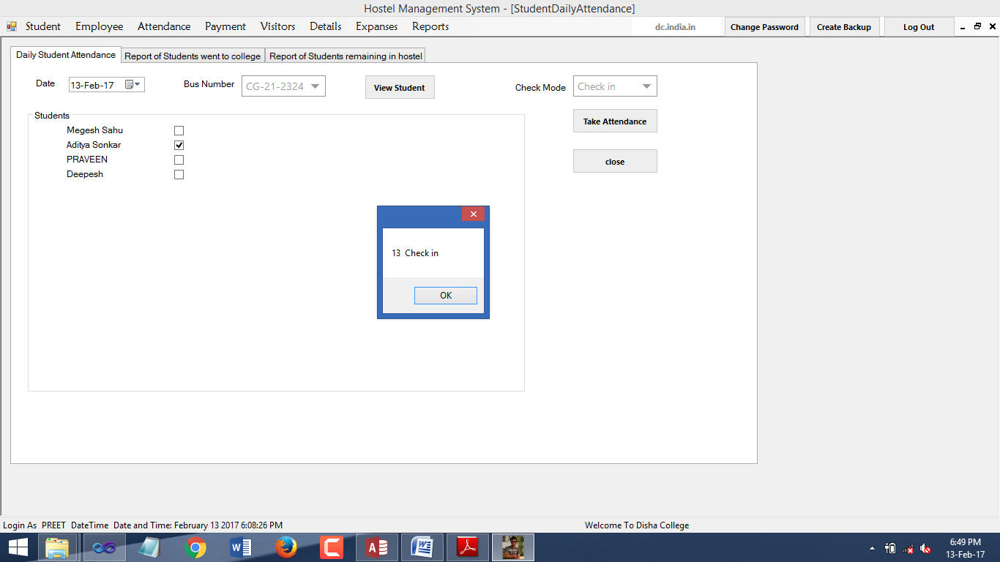 Hostel Management System - [StudentDailyAttendance]
Student Employee Attendance Payment Visitors Details Expanses Reports dc.india.in Change Password Create Backup Log Out
Daily Student Attendance Report of Students went to college Report of Students remaining in hostel
Date 13-Feb-17 Bus Number CG-21-2324 View Student Check Mode Check in
Students
Take Attendance
Megesh Sahu
Aditya Sonkar
PRAVEEN
close
Deepesh
13 Check in
OK
Login As PREET DateTime Date and Time: February 13 2017 6:08:26 PM Welcome To Disha College
6:49 PM
13-Feb-17